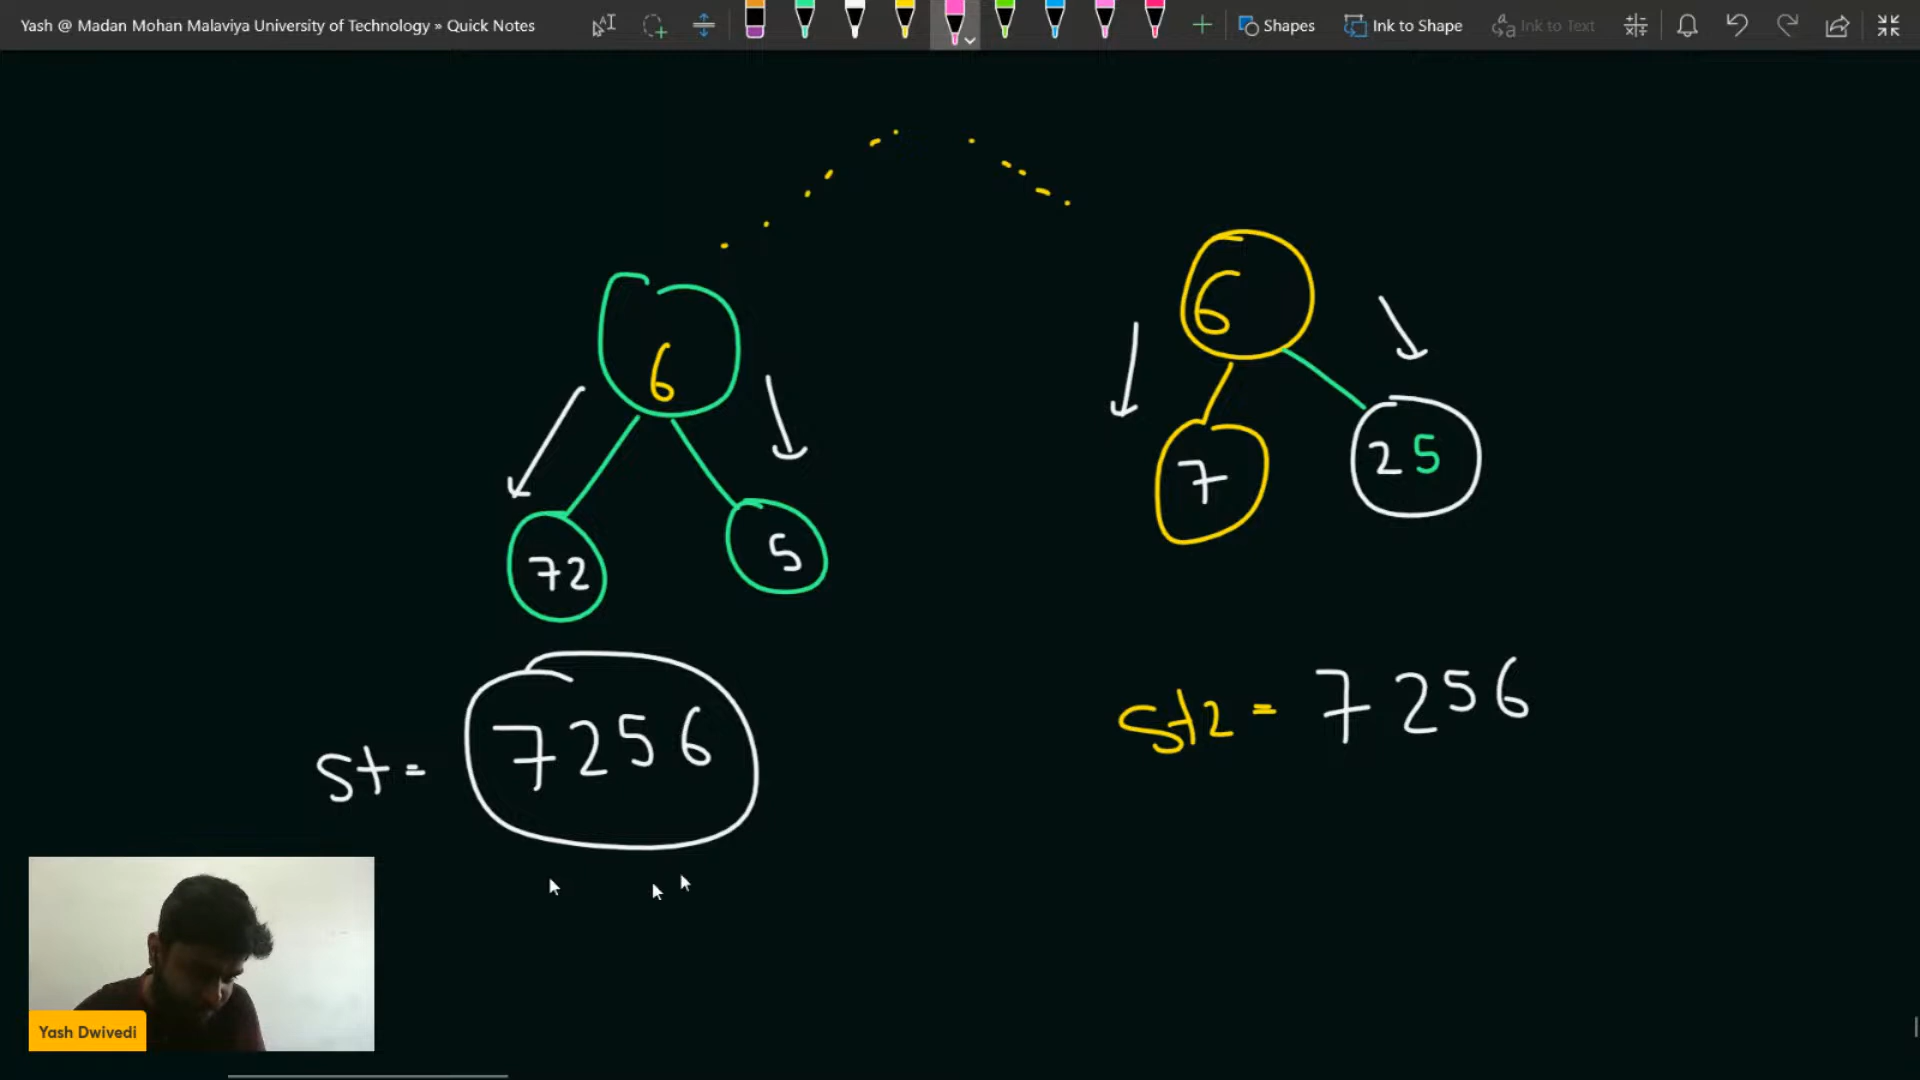 Yash @ Madan Mohan Malaviya University of Technology » Quick Notes
Shapes
Ink to Shape
Ink to Text
6
6
7
25
72
5
st = 7256
st2 = 7256
Yash Dwivedi